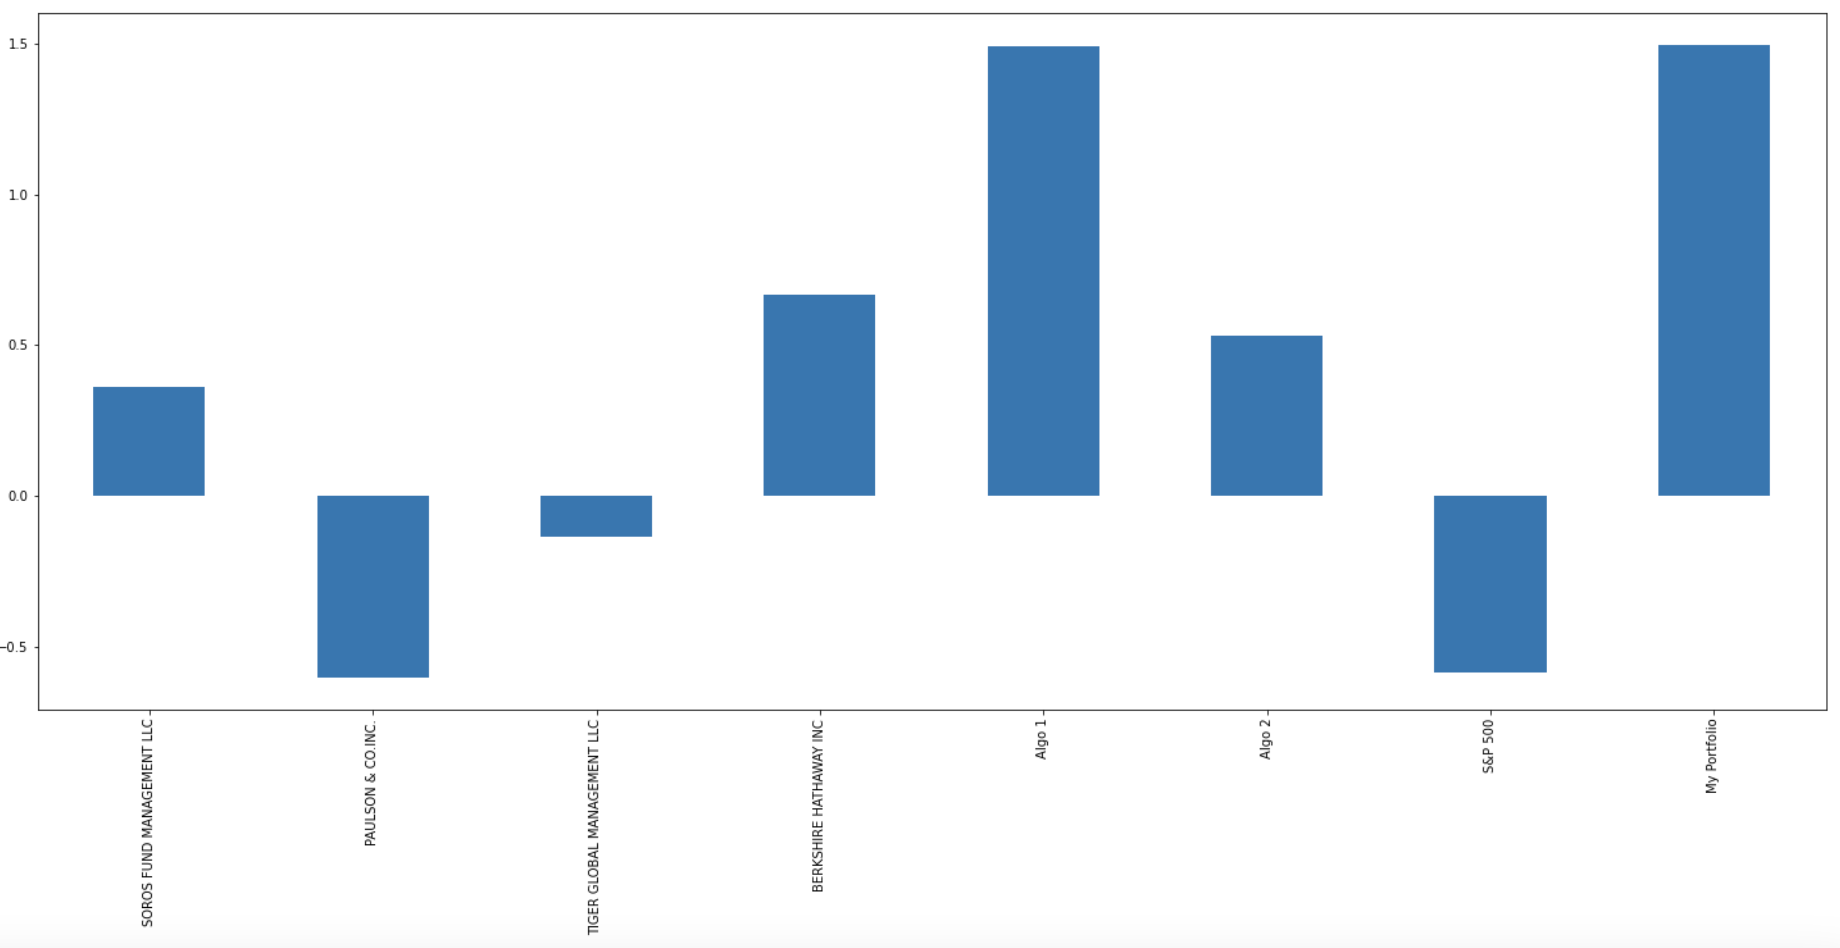 1.5
1.0
0.5
0.0
−0.5
SOROS FUND MANAGEMENT LLC
PAULSON & CO.INC.
TIGER GLOBAL MANAGEMENT LLC
BERKSHIRE HATHAWAY INC
Algo 1
Algo 2
S&P 500
My Portfolio